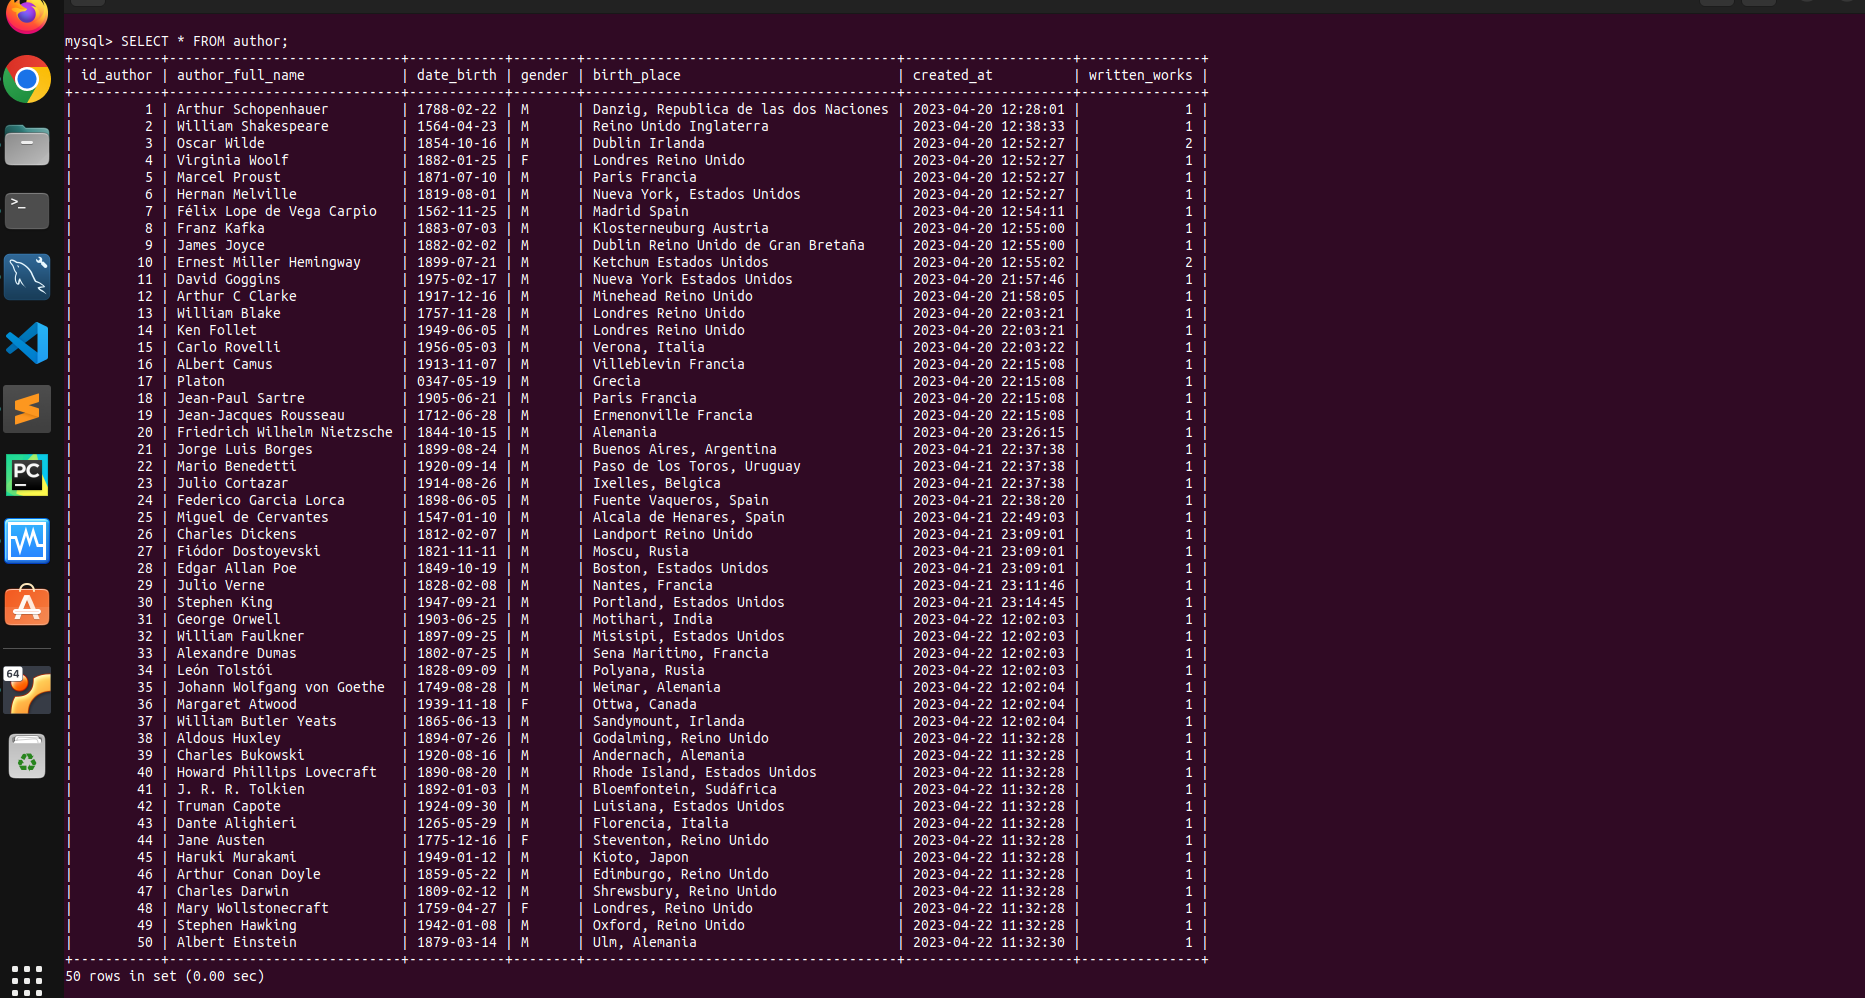 mysql> SELECT * FROM author;
+-----------+-----------------------------+------------+--------+---------------------------------------+---------------------+---------------+
| id_author | author_full_name            | date_birth | gender | birth_place                           | created_at          | written_works |
+-----------+-----------------------------+------------+--------+---------------------------------------+---------------------+---------------+
| 1 | Arthur Schopenhauer | 1788-02-22 | M | Danzig, Republica de las dos Naciones | 2023-04-20 12:28:01 | 1 |
| 2 | William Shakespeare | 1564-04-23 | M | Reino Unido Inglaterra | 2023-04-20 12:38:33 | 1 |
| 3 | Oscar Wilde | 1854-10-16 | M | Dublin Irlanda | 2023-04-20 12:52:27 | 2 |
| 4 | Virginia Woolf | 1882-01-25 | F | Londres Reino Unido | 2023-04-20 12:52:27 | 1 |
| 5 | Marcel Proust | 1871-07-10 | M | Paris Francia | 2023-04-20 12:52:27 | 1 |
| 6 | Herman Melville | 1819-08-01 | M | Nueva York, Estados Unidos | 2023-04-20 12:52:27 | 1 |
| 7 | Félix Lope de Vega Carpio | 1562-11-25 | M | Madrid Spain | 2023-04-20 12:54:11 | 1 |
| 8 | Franz Kafka | 1883-07-03 | M | Klosterneuburg Austria | 2023-04-20 12:55:00 | 1 |
| 9 | James Joyce | 1882-02-02 | M | Dublin Reino Unido de Gran Bretaña | 2023-04-20 12:55:00 | 1 |
| 10 | Ernest Miller Hemingway | 1899-07-21 | M | Ketchum Estados Unidos | 2023-04-20 12:55:02 | 2 |
| 11 | David Goggins | 1975-02-17 | M | Nueva York Estados Unidos | 2023-04-20 21:57:46 | 1 |
| 12 | Arthur C Clarke | 1917-12-16 | M | Minehead Reino Unido | 2023-04-20 21:58:05 | 1 |
| 13 | William Blake | 1757-11-28 | M | Londres Reino Unido | 2023-04-20 22:03:21 | 1 |
| 14 | Ken Follet | 1949-06-05 | M | Londres Reino Unido | 2023-04-20 22:03:21 | 1 |
| 15 | Carlo Rovelli | 1956-05-03 | M | Verona, Italia | 2023-04-20 22:03:22 | 1 |
| 16 | ALbert Camus | 1913-11-07 | M | Villeblevin Francia | 2023-04-20 22:15:08 | 1 |
| 17 | Platon | 0347-05-19 | M | Grecia | 2023-04-20 22:15:08 | 1 |
| 18 | Jean-Paul Sartre | 1905-06-21 | M | Paris Francia | 2023-04-20 22:15:08 | 1 |
| 19 | Jean-Jacques Rousseau | 1712-06-28 | M | Ermenonville Francia | 2023-04-20 22:15:08 | 1 |
| 20 | Friedrich Wilhelm Nietzsche | 1844-10-15 | M | Alemania | 2023-04-20 23:26:15 | 1 |
| 21 | Jorge Luis Borges | 1899-08-24 | M | Buenos Aires, Argentina | 2023-04-21 22:37:38 | 1 |
| 22 | Mario Benedetti | 1920-09-14 | M | Paso de los Toros, Uruguay | 2023-04-21 22:37:38 | 1 |
| 23 | Julio Cortazar | 1914-08-26 | M | Ixelles, Belgica | 2023-04-21 22:37:38 | 1 |
| 24 | Federico Garcia Lorca | 1898-06-05 | M | Fuente Vaqueros, Spain | 2023-04-21 22:38:20 | 1 |
| 25 | Miguel de Cervantes | 1547-01-10 | M | Alcala de Henares, Spain | 2023-04-21 22:49:03 | 1 |
| 26 | Charles Dickens | 1812-02-07 | M | Landport Reino Unido | 2023-04-21 23:09:01 | 1 |
| 27 | Fiódor Dostoyevski | 1821-11-11 | M | Moscu, Rusia | 2023-04-21 23:09:01 | 1 |
| 28 | Edgar Allan Poe | 1849-10-19 | M | Boston, Estados Unidos | 2023-04-21 23:09:01 | 1 |
| 29 | Julio Verne | 1828-02-08 | M | Nantes, Francia | 2023-04-21 23:11:46 | 1 |
| 30 | Stephen King | 1947-09-21 | M | Portland, Estados Unidos | 2023-04-21 23:14:45 | 1 |
| 31 | George Orwell | 1903-06-25 | M | Motihari, India | 2023-04-22 12:02:03 | 1 |
| 32 | William Faulkner | 1897-09-25 | M | Misisipi, Estados Unidos | 2023-04-22 12:02:03 | 1 |
| 33 | Alexandre Dumas | 1802-07-25 | M | Sena Maritimo, Francia | 2023-04-22 12:02:03 | 1 |
| 34 | León Tolstói | 1828-09-09 | M | Polyana, Rusia | 2023-04-22 12:02:03 | 1 |
| 35 | Johann Wolfgang von Goethe | 1749-08-28 | M | Weimar, Alemania | 2023-04-22 12:02:04 | 1 |
| 36 | Margaret Atwood | 1939-11-18 | F | Ottwa, Canada | 2023-04-22 12:02:04 | 1 |
| 37 | William Butler Yeats | 1865-06-13 | M | Sandymount, Irlanda | 2023-04-22 12:02:04 | 1 |
| 38 | Aldous Huxley | 1894-07-26 | M | Godalming, Reino Unido | 2023-04-22 11:32:28 | 1 |
| 39 | Charles Bukowski | 1920-08-16 | M | Andernach, Alemania | 2023-04-22 11:32:28 | 1 |
| 40 | Howard Phillips Lovecraft | 1890-08-20 | M | Rhode Island, Estados Unidos | 2023-04-22 11:32:28 | 1 |
| 41 | J. R. R. Tolkien | 1892-01-03 | M | Bloemfontein, Sudáfrica | 2023-04-22 11:32:28 | 1 |
| 42 | Truman Capote | 1924-09-30 | M | Luisiana, Estados Unidos | 2023-04-22 11:32:28 | 1 |
| 43 | Dante Alighieri | 1265-05-29 | M | Florencia, Italia | 2023-04-22 11:32:28 | 1 |
| 44 | Jane Austen | 1775-12-16 | F | Steventon, Reino Unido | 2023-04-22 11:32:28 | 1 |
| 45 | Haruki Murakami | 1949-01-12 | M | Kioto, Japon | 2023-04-22 11:32:28 | 1 |
| 46 | Arthur Conan Doyle | 1859-05-22 | M | Edimburgo, Reino Unido | 2023-04-22 11:32:28 | 1 |
| 47 | Charles Darwin | 1809-02-12 | M | Shrewsbury, Reino Unido | 2023-04-22 11:32:28 | 1 |
| 48 | Mary Wollstonecraft | 1759-04-27 | F | Londres, Reino Unido | 2023-04-22 11:32:28 | 1 |
| 49 | Stephen Hawking | 1942-01-08 | M | Oxford, Reino Unido | 2023-04-22 11:32:28 | 1 |
| 50 | Albert Einstein | 1879-03-14 | M | Ulm, Alemania | 2023-04-22 11:32:30 | 1 |
+-----------+-----------------------------+------------+--------+---------------------------------------+---------------------+---------------+
50 rows in set (0.00 sec)
>_
PC
64